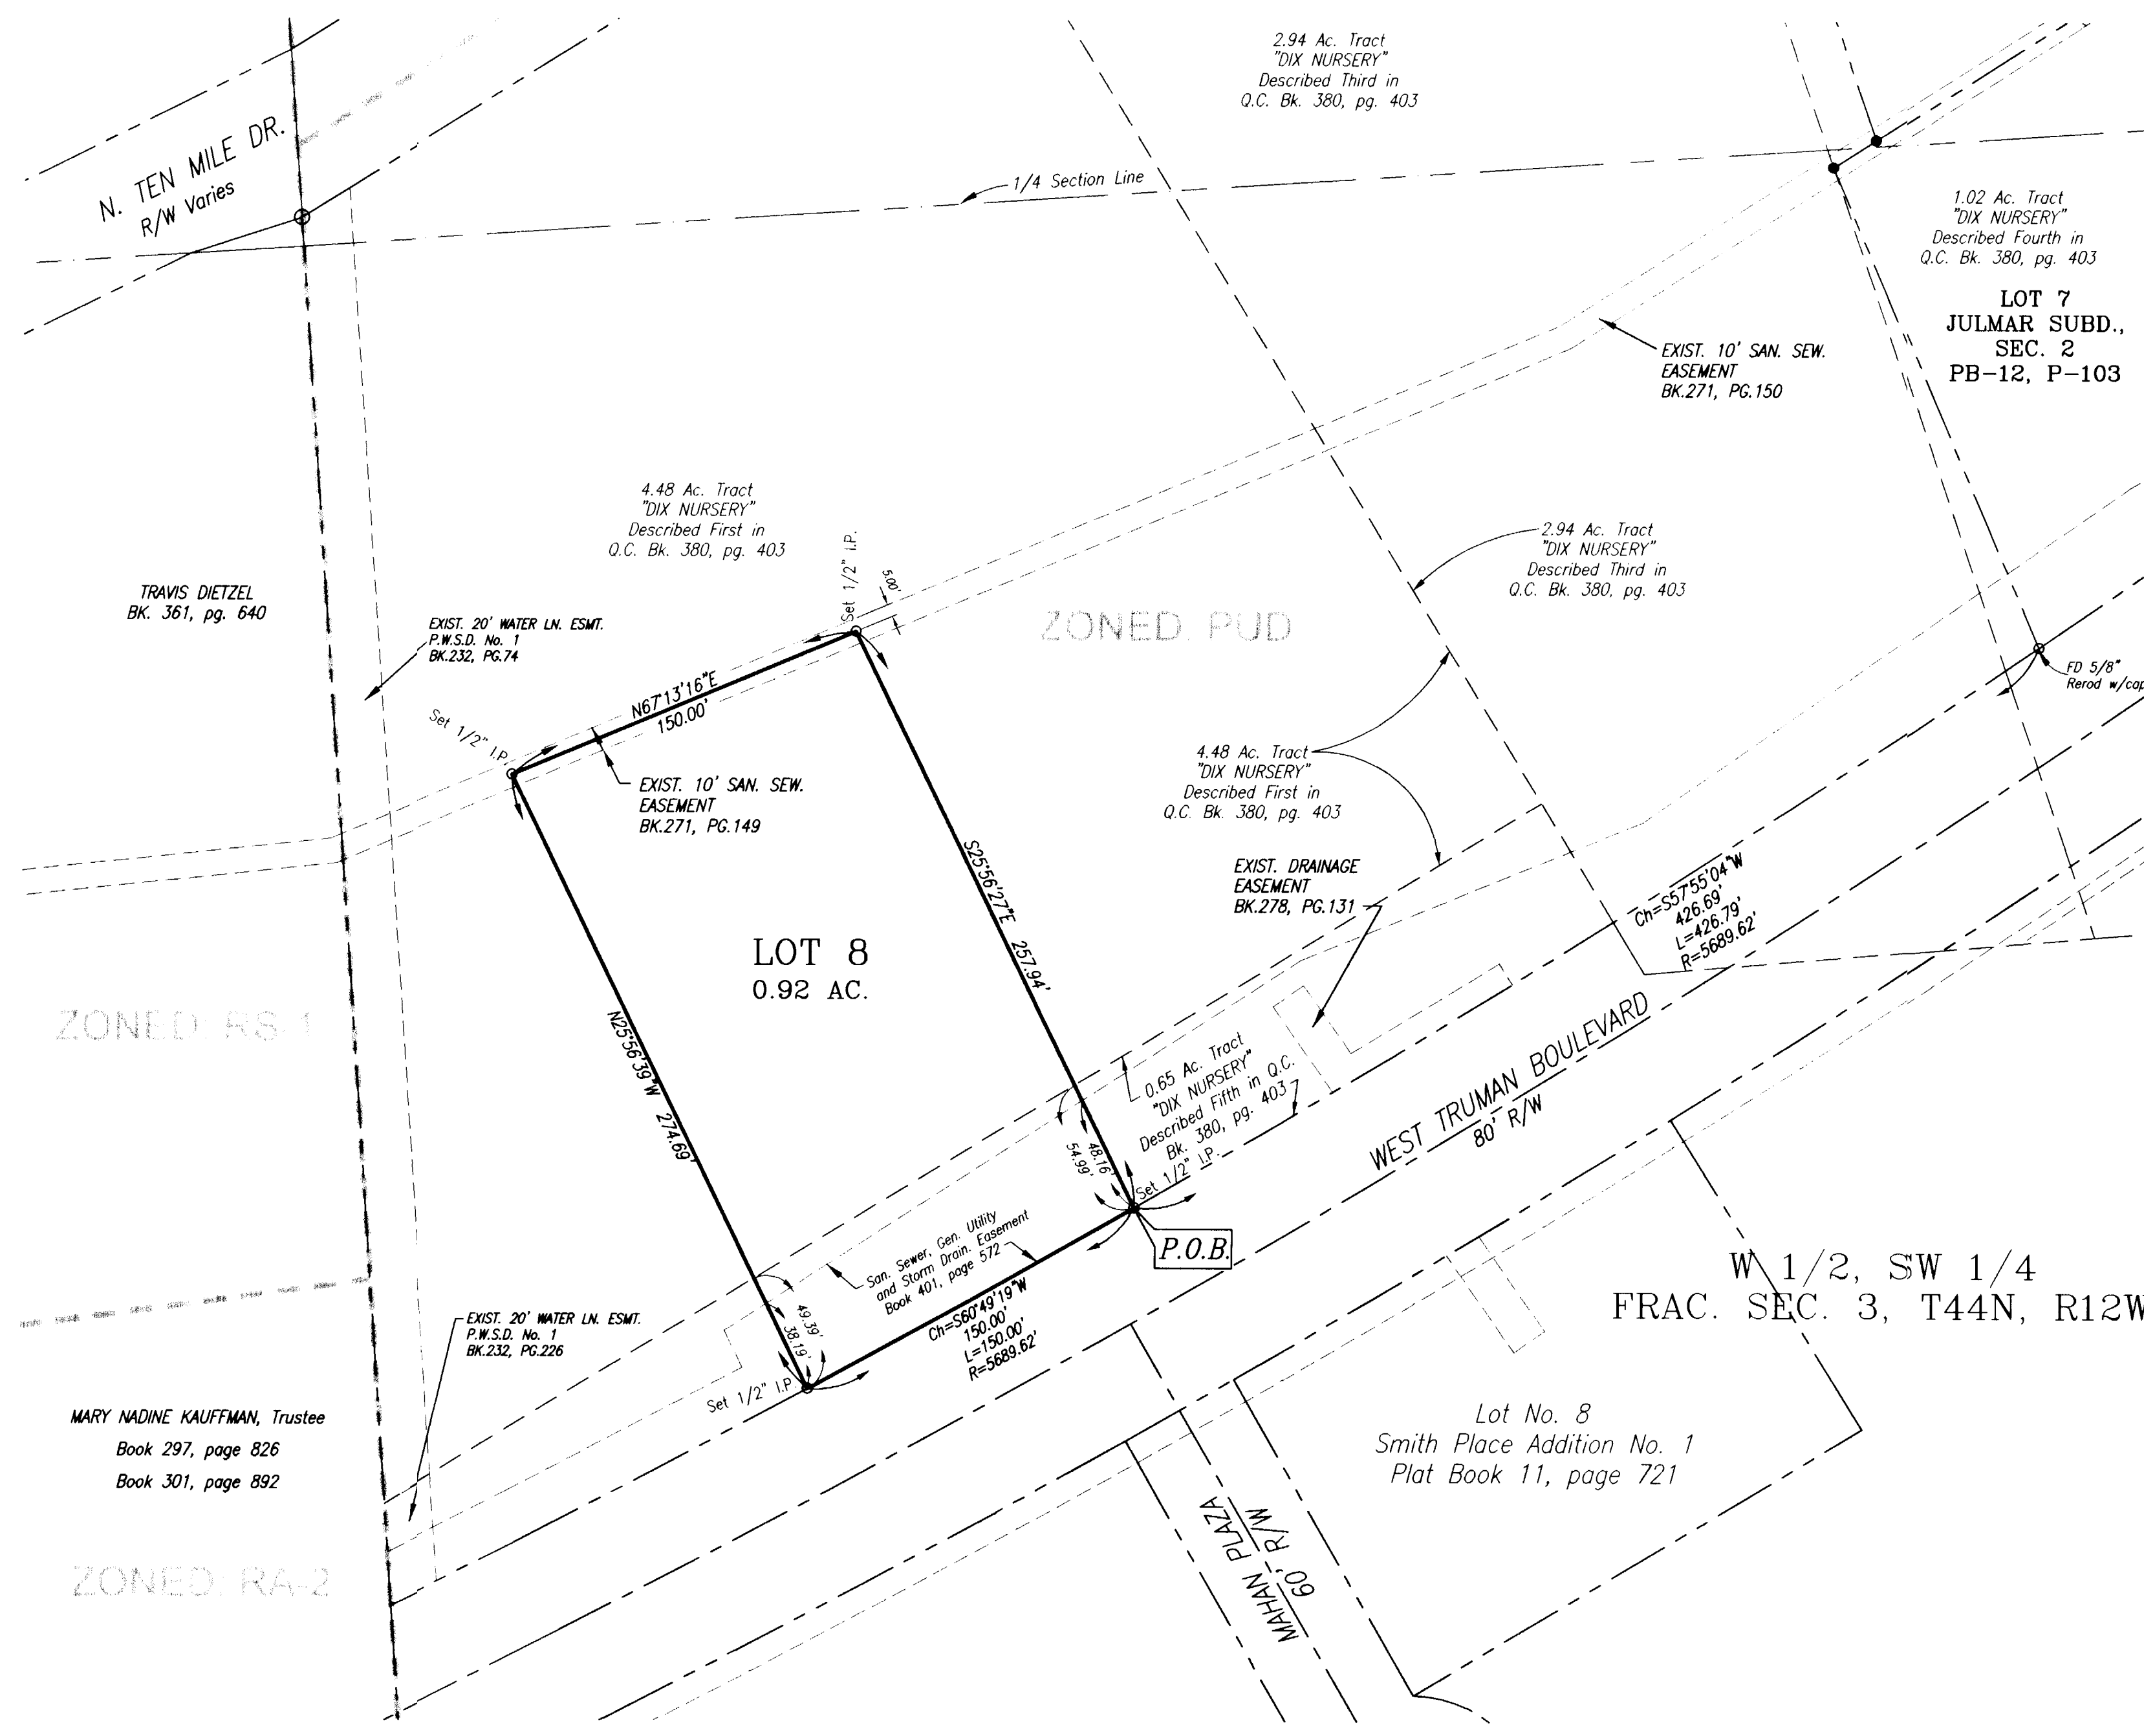 2.94 Ac. Tract
"DIX NURSERY"
Described Third in
Q.C. Bk. 380, pg. 403
N. TEN MILE DR.
R/W Varies
1/4 Section Line
1.02 Ac. Tract
"DIX NURSERY"
Described Fourth in
Q.C. Bk. 380, pg. 403
LOT 7
JULMAR SUBD.,
SEC. 2
PB-12, P-103
EXIST. 10' SAN. SEW.
EASEMENT
BK.271, PG.150
4.48 Ac. Tract
"DIX NURSERY"
Described First in
Q.C. Bk. 380, pg. 403
2.94 Ac. Tract
"DIX NURSERY"
Described Third in
Q.C. Bk. 380, pg. 403
TRAVIS DIETZEL
BK. 361, pg. 640
EXIST. 20' WATER LN. ESMT.
P.W.S.D. No. 1
BK.232, PG.74
Set 1/2" I.P.
5.00'
ZONED: PUD
FD 5/8"
Rerod w/cap
N67°13'16"E
150.00'
Set 1/2" I.P.
EXIST. 10' SAN. SEW.
EASEMENT
BK.271, PG.149
4.48 Ac. Tract
"DIX NURSERY"
Described First in
Q.C. Bk. 380, pg. 403
S25°56'27"E 257.94'
EXIST. DRAINAGE
EASEMENT
BK.278, PG.131
Ch=S57°55'04"W
426.69'
L=426.79'
R=5689.62'
LOT 8
0.92 AC.
ZONED: RS-1
N25°56'39"W 274.69'
0.65 Ac. Tract
"DIX NURSERY"
Described Fifth in Q.C.
Bk. 380, pg. 403
WEST TRUMAN BOULEVARD
80' R/W
48.16'
54.99'
Set 1/2" I.P.
P.O.B.
San. Sewer, Gen. Utility
and Storm Drain. Easement
Book 401, page 572
W 1/2, SW 1/4
FRAC. SEC. 3, T44N, R12W
Ch=S60°49'19"W
150.00'
L=150.00'
R=5689.62'
49.39'
38.19'
Set 1/2" I.P.
EXIST. 20' WATER LN. ESMT.
P.W.S.D. No. 1
BK.232, PG.226
MARY NADINE KAUFFMAN, Trustee
Book 297, page 826
Book 301, page 892
Lot No. 8
Smith Place Addition No. 1
Plat Book 11, page 721
MAHAN PLAZA
60' R/W
ZONED: RA-2